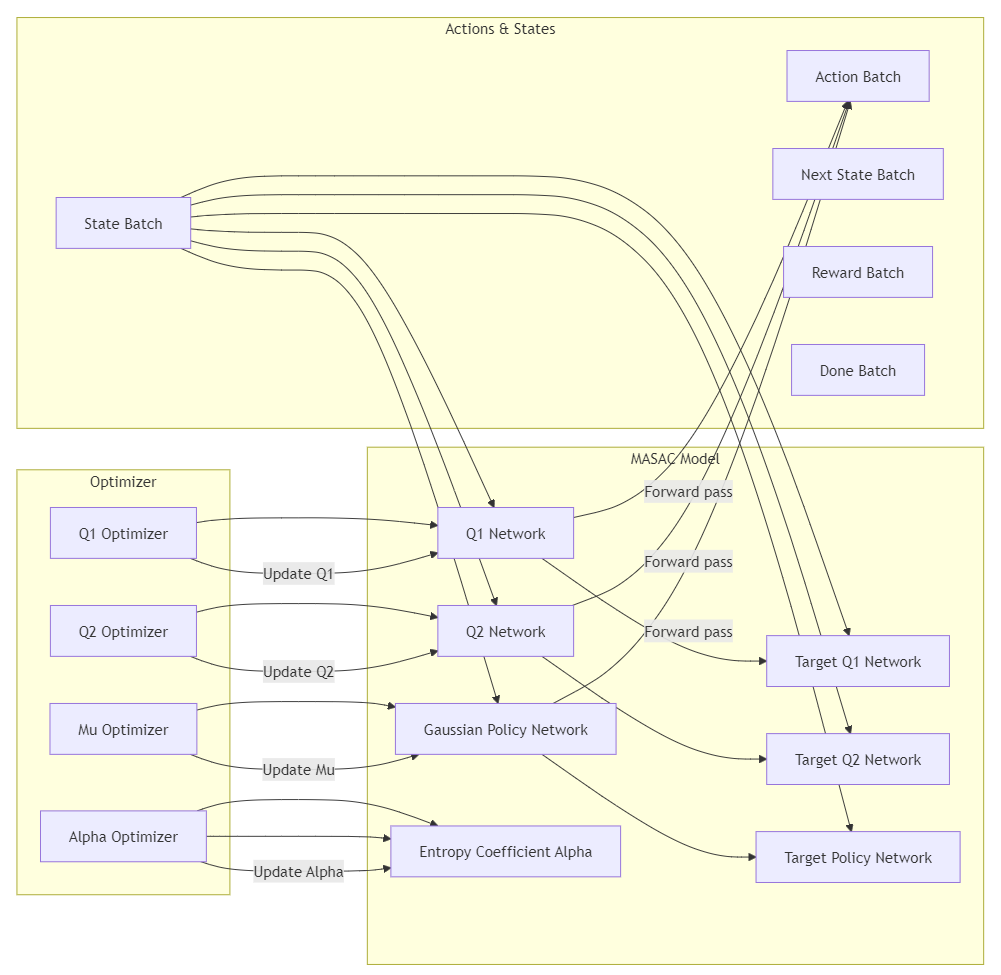 Actions & States
Action Batch
Next State Batch
State Batch
Reward Batch
Done Batch
MASAC Model
Optimizer
Forward pass
Q1 Optimizer
Q1 Network
Forward pass
Update Q1
Q2 Optimizer
Q2 Network
Forward pass
Target Q1 Network
Update Q2
Mu Optimizer
Gaussian Policy Network
Target Q2 Network
Update Mu
Alpha Optimizer
Entropy Coefficient Alpha
Target Policy Network
Update Alpha